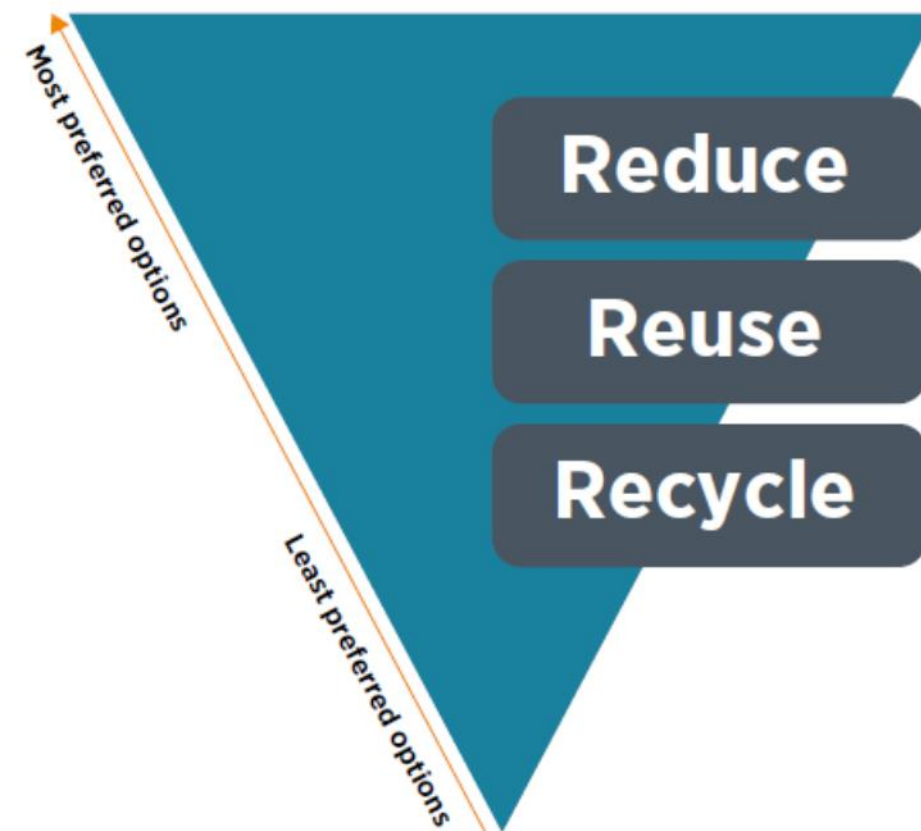 Most preferred options
Reduce
Reuse
Recycle
Least preferred options